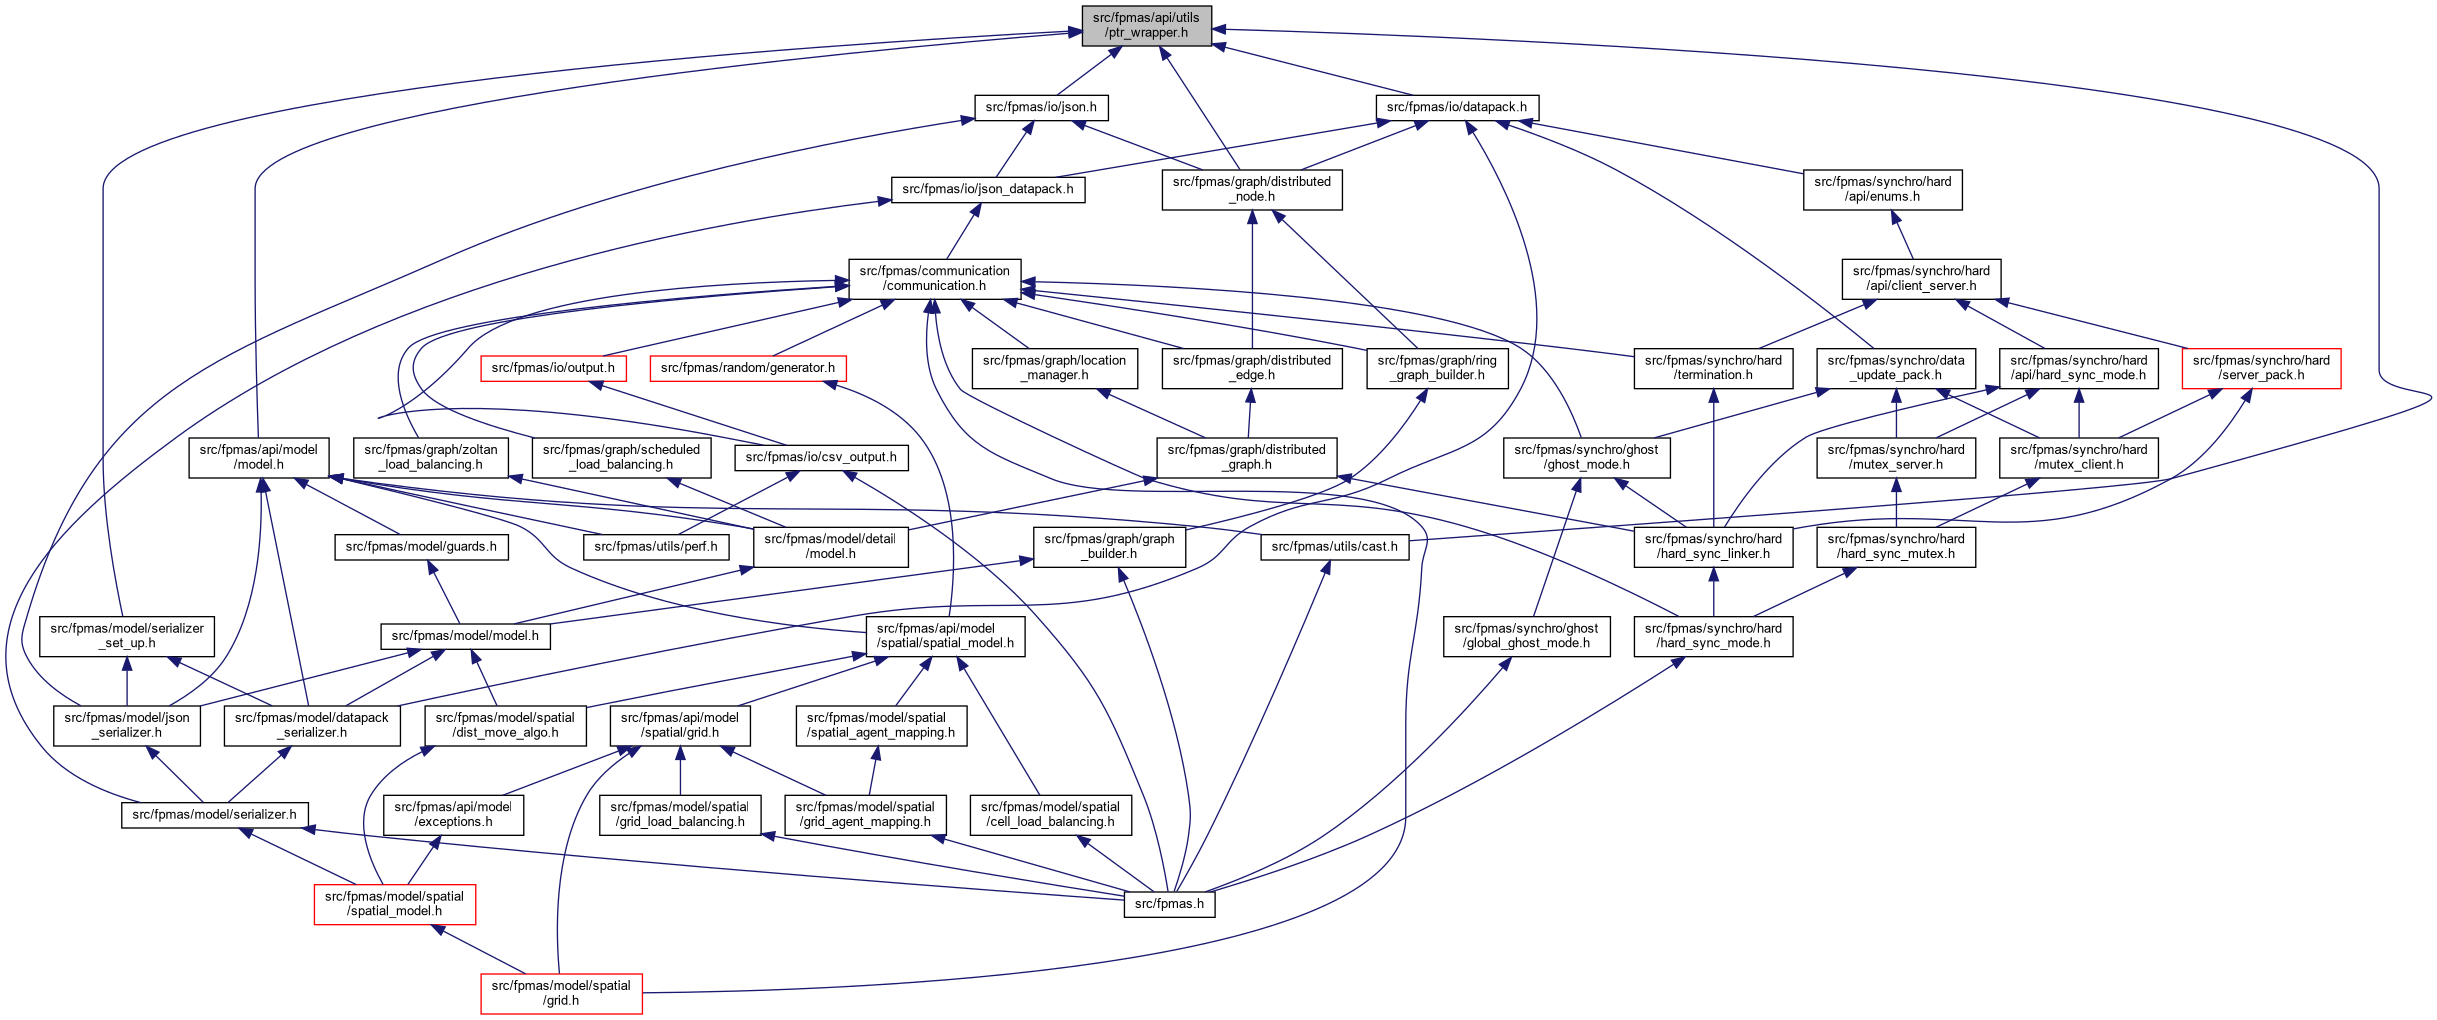 src/fpmas/api/utils
/ptr_wrapper.h
src/fpmas/io/json.h
src/fpmas/io/datapack.h
src/fpmas/io/json_datapack.h
src/fpmas/graph/distributed
_node.h
src/fpmas/synchro/hard
/api/enums.h
src/fpmas/communication
/communication.h
src/fpmas/synchro/hard
/api/client_server.h
src/fpmas/io/output.h
src/fpmas/random/generator.h
src/fpmas/graph/location
_manager.h
src/fpmas/graph/distributed
_edge.h
src/fpmas/graph/ring
_graph_builder.h
src/fpmas/synchro/hard
/termination.h
src/fpmas/synchro/data
_update_pack.h
src/fpmas/synchro/hard
/api/hard_sync_mode.h
src/fpmas/synchro/hard
/server_pack.h
src/fpmas/api/model
/model.h
src/fpmas/graph/zoltan
_load_balancing.h
src/fpmas/graph/scheduled
_load_balancing.h
src/fpmas/io/csv_output.h
src/fpmas/graph/distributed
_graph.h
src/fpmas/synchro/ghost
/ghost_mode.h
src/fpmas/synchro/hard
/mutex_server.h
src/fpmas/synchro/hard
/mutex_client.h
src/fpmas/model/guards.h
src/fpmas/utils/perf.h
src/fpmas/model/detail
/model.h
src/fpmas/graph/graph
_builder.h
src/fpmas/utils/cast.h
src/fpmas/synchro/hard
/hard_sync_linker.h
src/fpmas/synchro/hard
/hard_sync_mutex.h
src/fpmas/model/serializer
_set_up.h
src/fpmas/model/model.h
src/fpmas/api/model
/spatial/spatial_model.h
src/fpmas/synchro/ghost
/global_ghost_mode.h
src/fpmas/synchro/hard
/hard_sync_mode.h
src/fpmas/model/json
_serializer.h
src/fpmas/model/datapack
_serializer.h
src/fpmas/model/spatial
/dist_move_algo.h
src/fpmas/api/model
/spatial/grid.h
src/fpmas/model/spatial
/spatial_agent_mapping.h
src/fpmas/model/serializer.h
src/fpmas/api/model
/exceptions.h
src/fpmas/model/spatial
/grid_load_balancing.h
src/fpmas/model/spatial
/grid_agent_mapping.h
src/fpmas/model/spatial
/cell_load_balancing.h
src/fpmas/model/spatial
/spatial_model.h
src/fpmas.h
src/fpmas/model/spatial
/grid.h